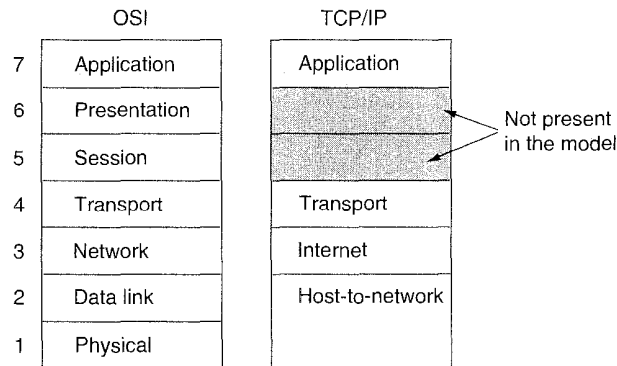 OSI TCP/IP
7 Application Application
6 Presentation
Not present
in the model
5 Session
4 Transport Transport
3 Network Internet
2 Data link Host-to-network
1 Physical